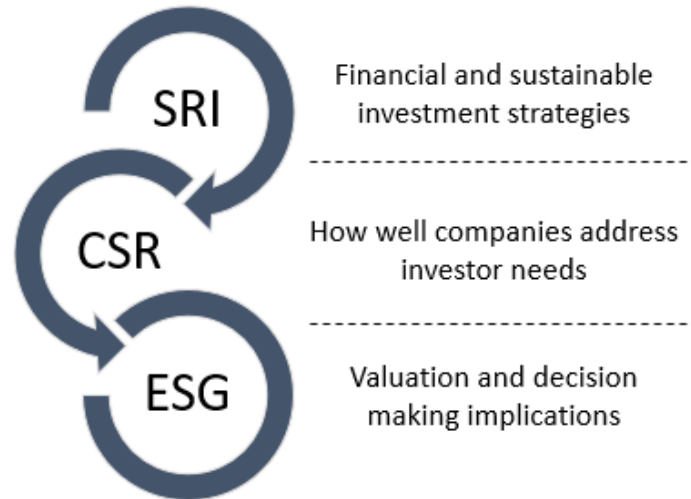 SRI
Financial and sustainable
investment strategies
CSR
How well companies address
investor needs
ESG
Valuation and decision
making implications